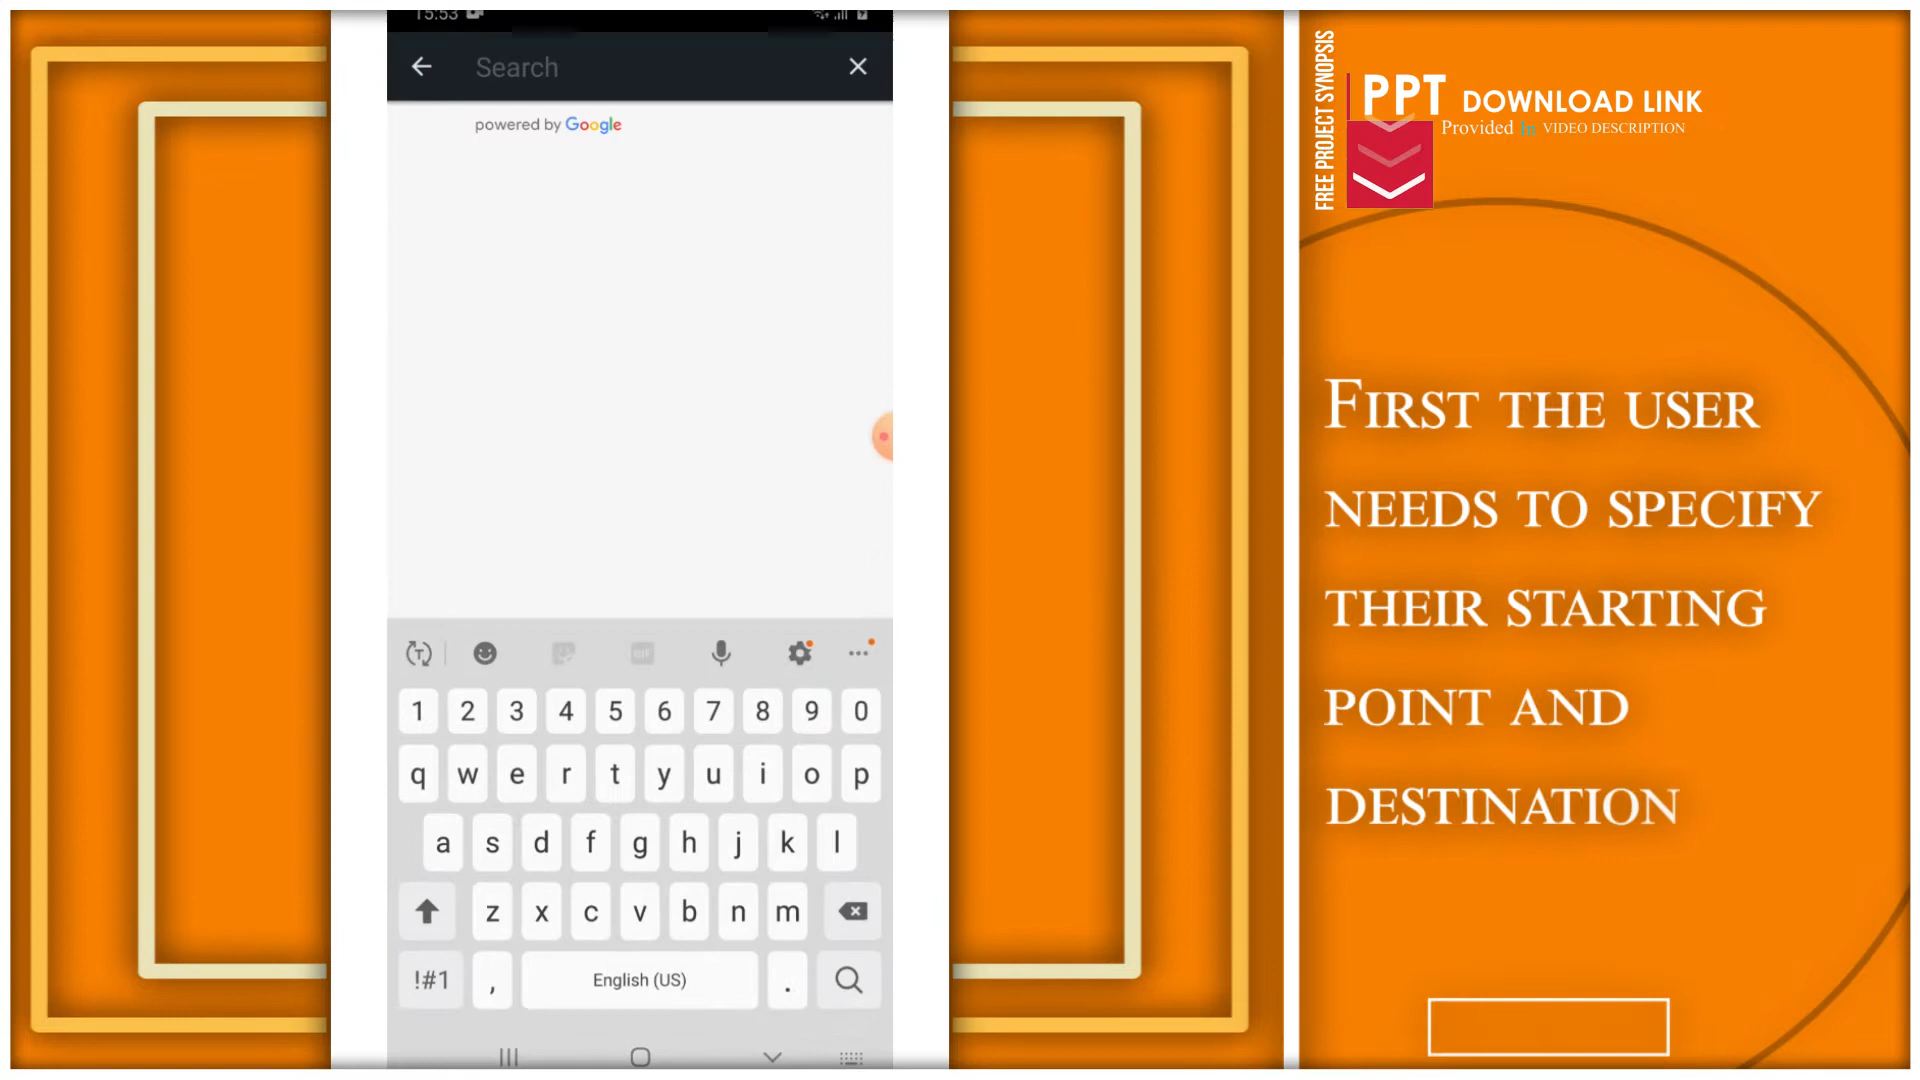 15:53
Search
powered by Google
1 2 3 4 5 6 7 8 9 0
q w e r t y u i o p
a s d f g h j k l
z x c v b n m
!#1 , English (US) .
FREE PROJECT SYNOPSIS
PPT DOWNLOAD LINK
Provided In VIDEO DESCRIPTION
FIRST THE USER
NEEDS TO SPECIFY
THEIR STARTING
POINT AND
DESTINATION